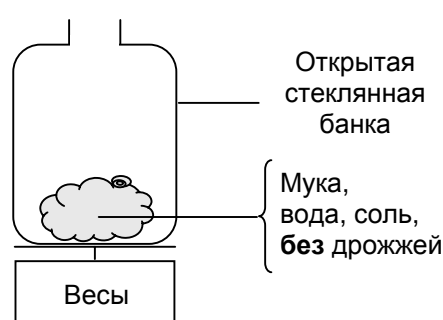 Открытая
стеклянная
банка
Мука,
вода, соль,
без дрожжей
Весы